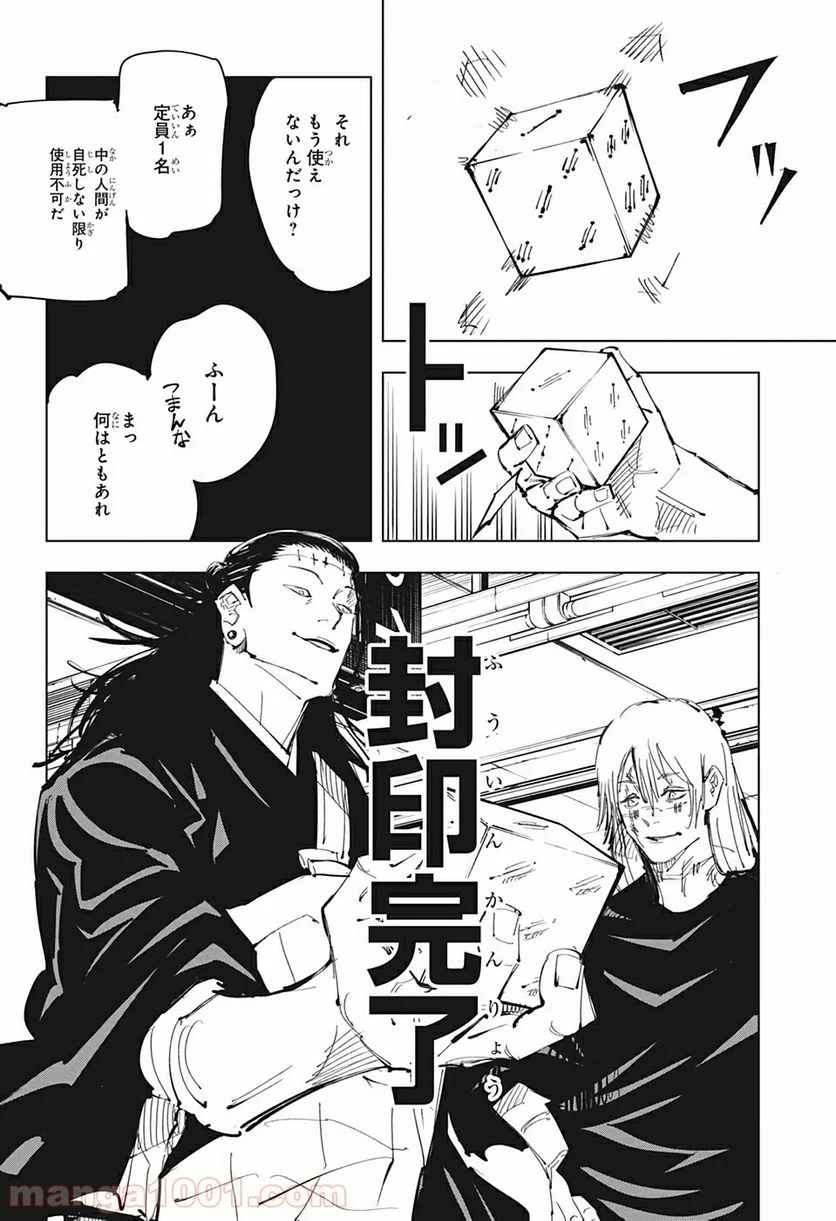 ト
ッ
それ
もう使え
ないんだっけ？
あぁ
定員1名
中の人間が
自死しない限り
使用不可だ
ふーん
つまんな
まっ
何はともあれ
封印完了
manga1001.com